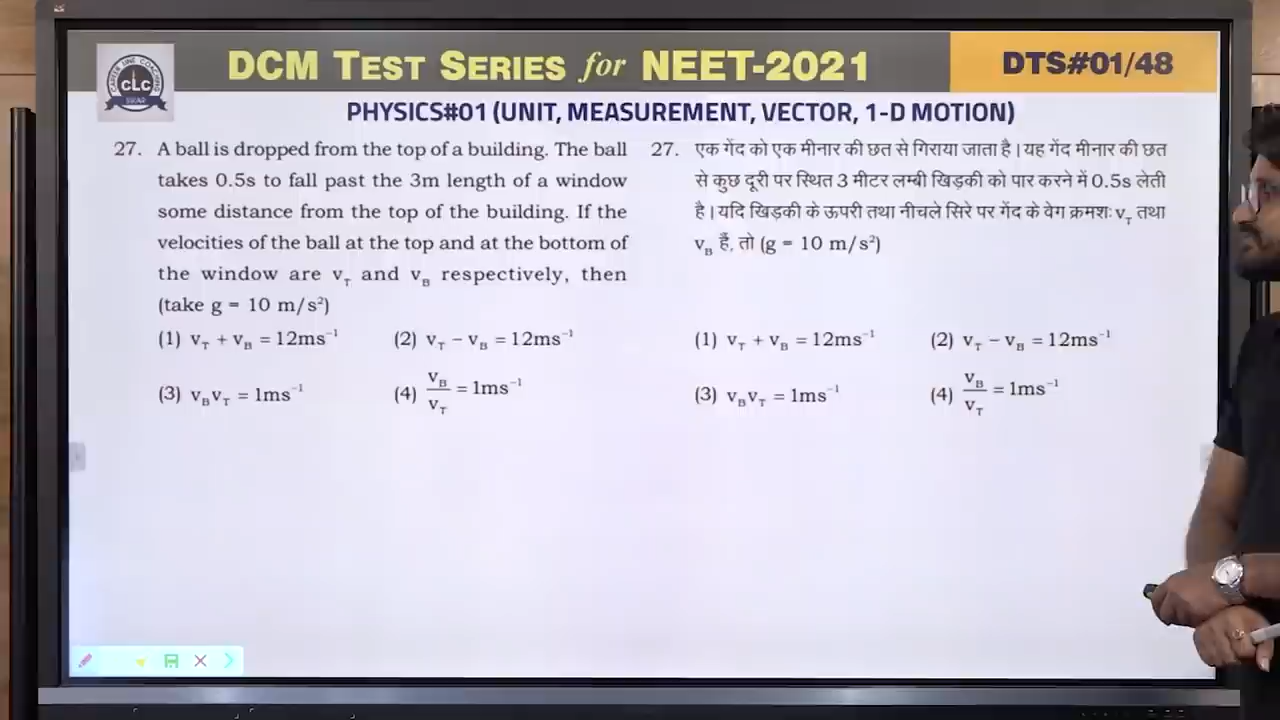 DCM TEST SERIES for NEET-2021
DTS#01/48
CLC
PHYSICS#01 (UNIT, MEASUREMENT, VECTOR, 1-D MOTION)
27. A ball is dropped from the top of a building. The ball
takes 0.5s to fall past the 3m length of a window
some distance from the top of the building. If the
velocities of the ball at the top and at the bottom of
the window are v_T and v_B respectively, then
(take g = 10 m/s²)
(1) v_T + v_B = 12ms⁻¹ (2) v_T − v_B = 12ms⁻¹
(3) v_B v_T = 1ms⁻¹ (4) v_B/v_T = 1ms⁻¹
27. एक गेंद को एक मीनार की छत से गिराया जाता है। यह गेंद मीनार की छत
से कुछ दूरी पर स्थित 3 मीटर लम्बी खिड़की को पार करने में 0.5s लेती
है। यदि खिड़की के ऊपरी तथा नीचले सिरे पर गेंद के वेग क्रमशः v_T तथा
v_B हैं, तो (g = 10 m/s²)
(1) v_T + v_B = 12ms⁻¹ (2) v_T − v_B = 12ms⁻¹
(3) v_B v_T = 1ms⁻¹ (4) v_B/v_T = 1ms⁻¹